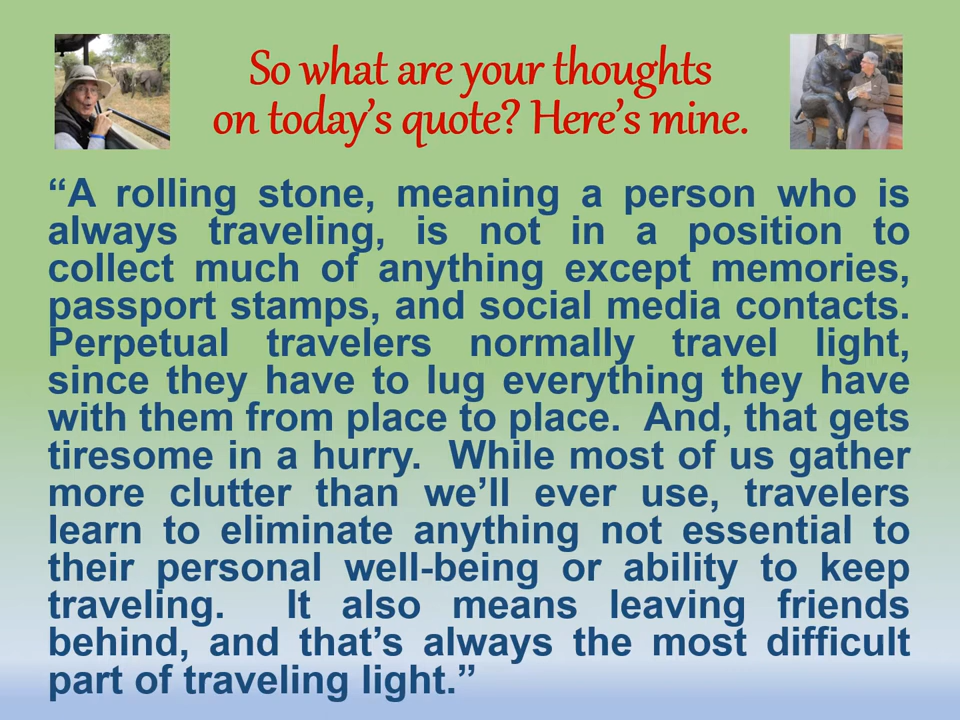 So what are your thoughts
on today’s quote? Here’s mine.
“A rolling stone, meaning a person who is
always traveling, is not in a position to
collect much of anything except memories,
passport stamps, and social media contacts.
Perpetual travelers normally travel light,
since they have to lug everything they have
with them from place to place.  And, that gets
tiresome in a hurry.  While most of us gather
more clutter than we’ll ever use, travelers
learn to eliminate anything not essential to
their personal well-being or ability to keep
traveling.  It also means leaving friends
behind, and that’s always the most difficult
part of traveling light.”